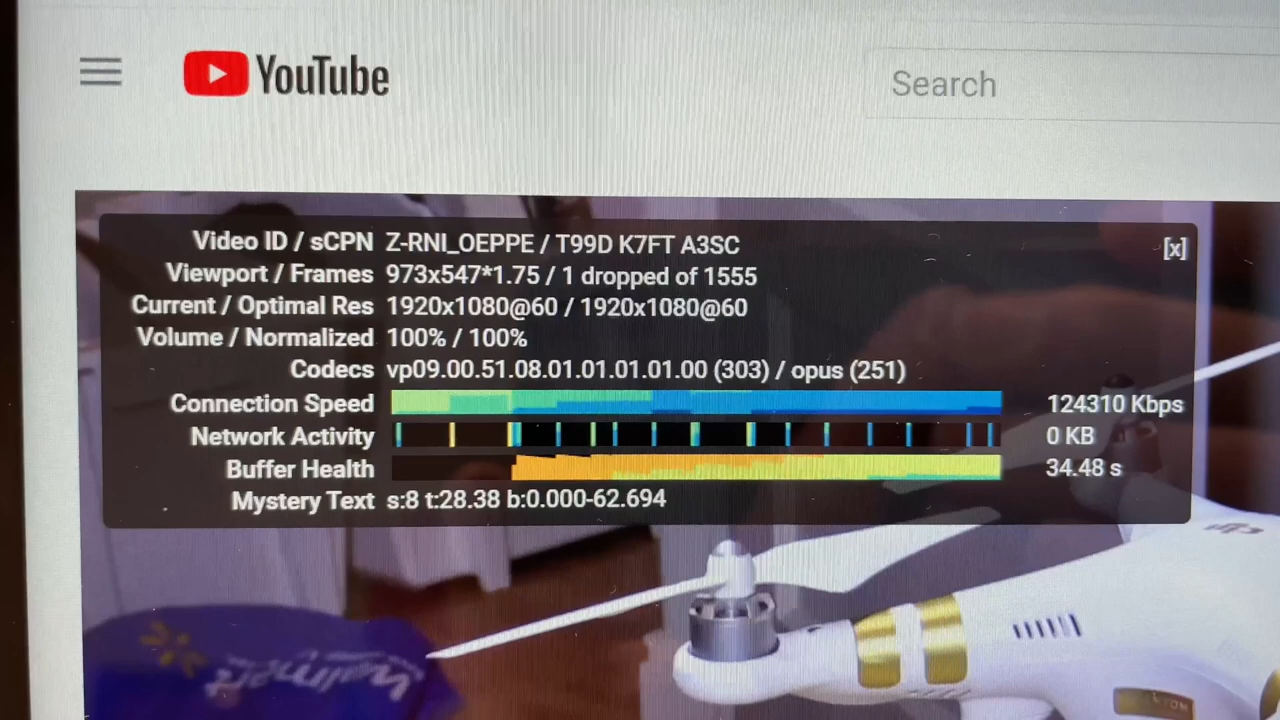 YouTube
Search
[x]
Video ID / sCPN Z-RNI_OEPPE / T99D K7FT A3SC
Viewport / Frames 973x547*1.75 / 1 dropped of 1555
Current / Optimal Res 1920x1080@60 / 1920x1080@60
Volume / Normalized 100% / 100%
Codecs vp09.00.51.08.01.01.01.01.00 (303) / opus (251)
Connection Speed 124310 Kbps
Network Activity 0 KB
Buffer Health 34.48 s
Mystery Text s:8 t:28.38 b:0.000-62.694
dji
Walmart